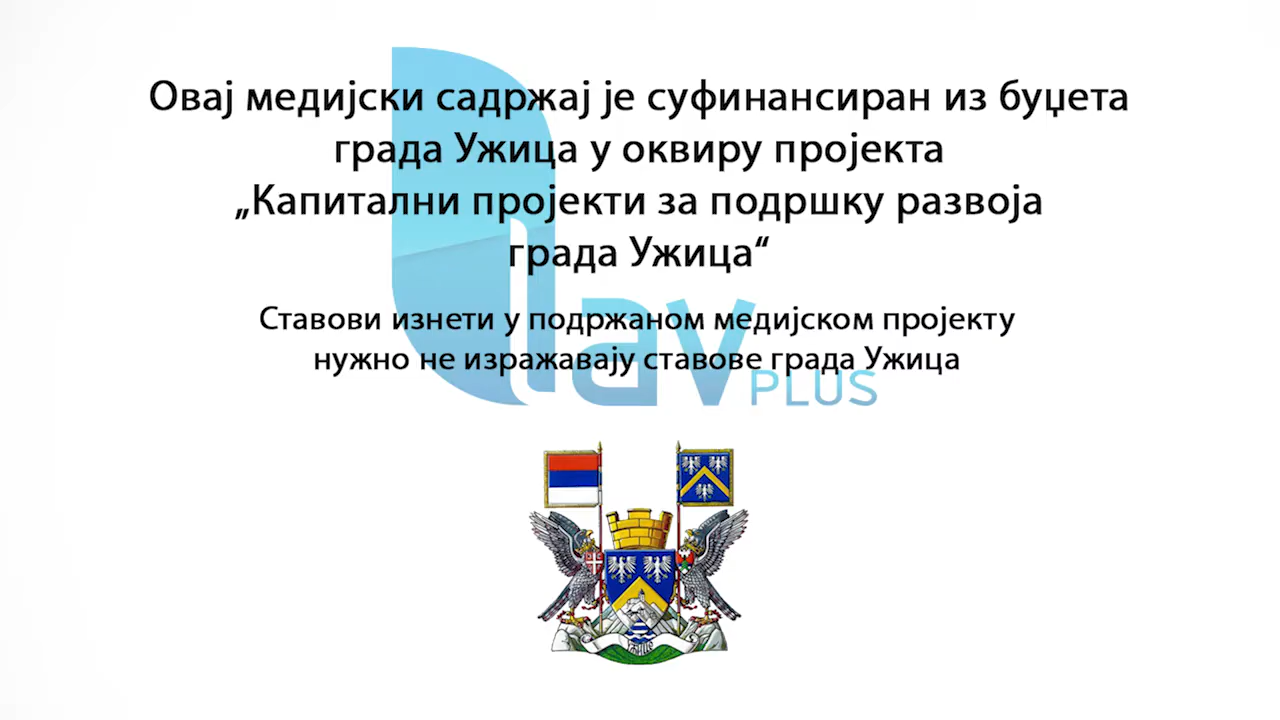 Овај медијски садржај је суфинансиран из буџета
града Ужица у оквиру пројекта
„Капитални пројекти за подршку развоја
града Ужица“
Ставови изнети у подржаном медијском пројекту
нужно не изражавају ставове града Ужица
lav PLUS